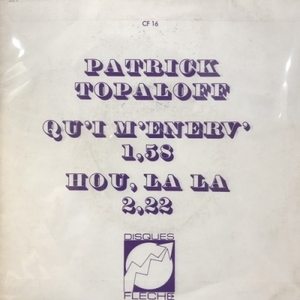 CF 16
PATRICK
TOPALOFF
QU'I M'ENERV'
1,58
HOU, LA LA
2,22
DISQUES
FLECHE